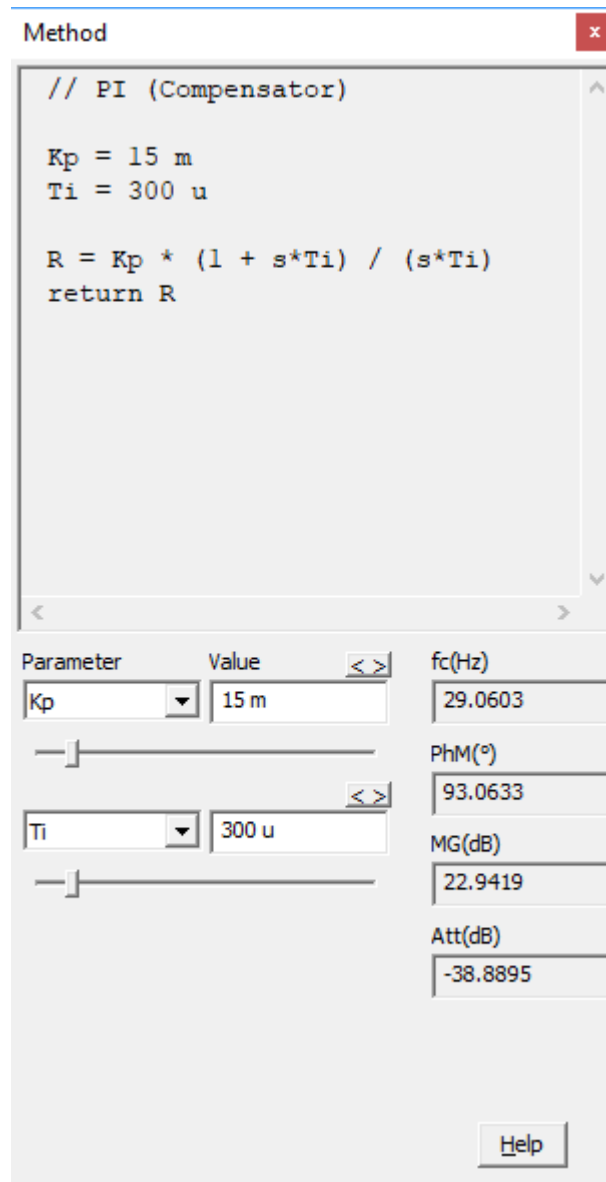 Method
x
// PI (Compensator)
Kp = 15 m
Ti = 300 u
R = Kp * (1 + s*Ti) / (s*Ti)
return R
Parameter Value < > fc(Hz)
Kp 15 m 29.0603
PhM(°)
< > 93.0633
Ti 300 u
MG(dB)
22.9419
Att(dB)
-38.8895
Help